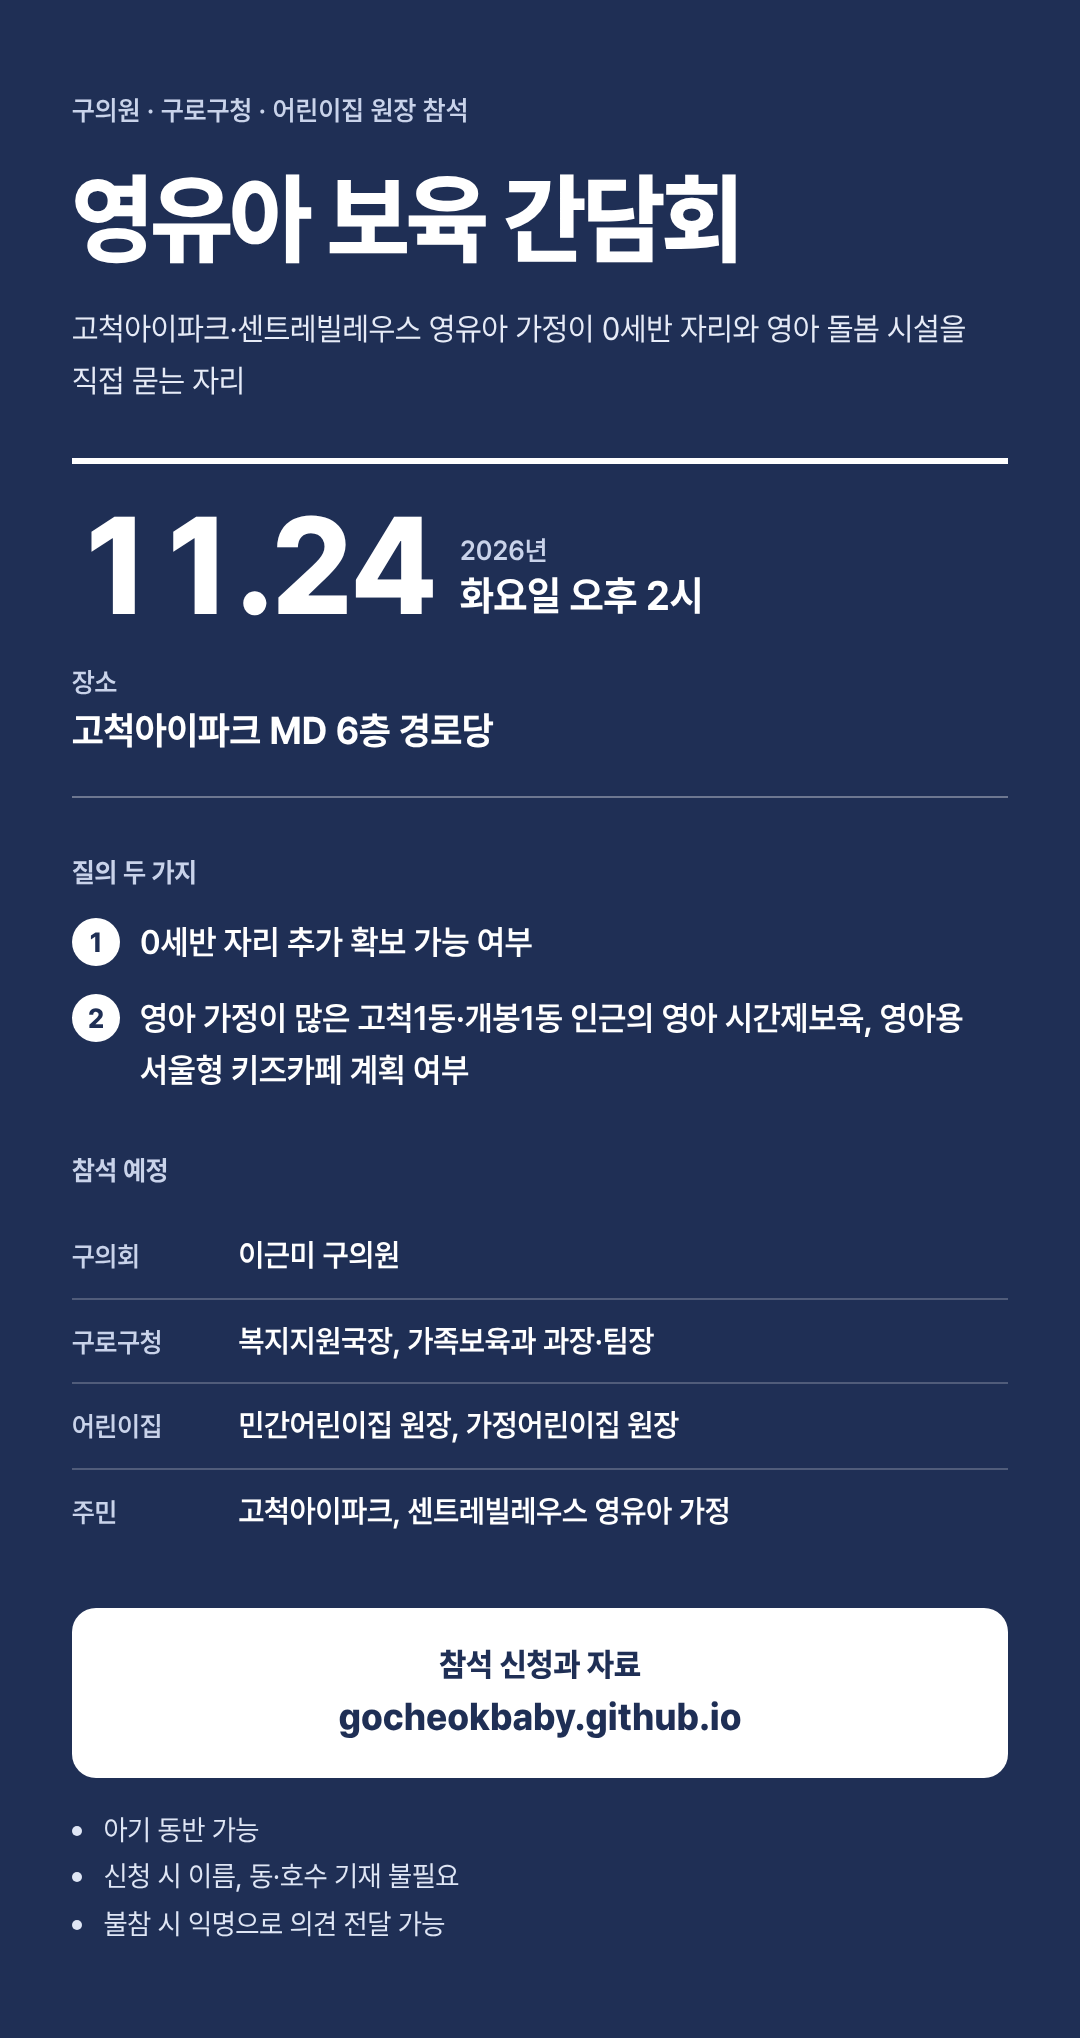 구의원 · 구로구청 · 어린이집 원장 참석
영유아 보육 간담회
고척아이파크·센트레빌레우스 영유아 가정이 0세반 자리와 영아 돌봄 시설을
직접 묻는 자리
11.24
2026년
화요일 오후 2시
장소
고척아이파크 MD 6층 경로당
질의 두 가지
1 0세반 자리 추가 확보 가능 여부
2 영아 가정이 많은 고척1동·개봉1동 인근의 영아 시간제보육, 영아용
서울형 키즈카페 계획 여부
참석 예정
구의회 이근미 구의원
구로구청 복지지원국장, 가족보육과 과장·팀장
어린이집 민간어린이집 원장, 가정어린이집 원장
주민 고척아이파크, 센트레빌레우스 영유아 가정
참석 신청과 자료
gocheokbaby.github.io
• 아기 동반 가능
• 신청 시 이름, 동·호수 기재 불필요
• 불참 시 익명으로 의견 전달 가능